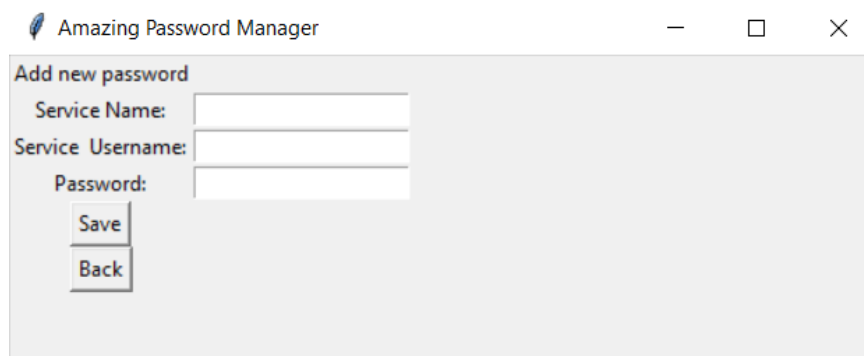 Amazing Password Manager
Add new password
Service Name:
Service  Username:
Password:
Save
Back